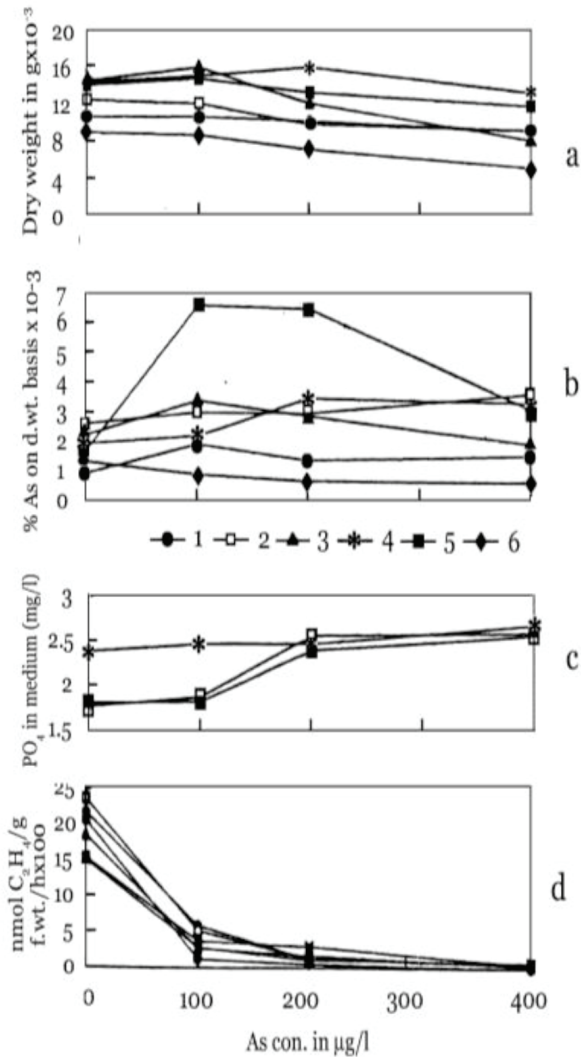 20
16
12
8
4
0
Dry weight in gx10⁻³
a
7
6
5
4
3
2
1
0
% As on d.wt. basis x 10-3
b
1 2 3 4 5 6
3
2.5
2
1.5
PO₄ in medium (mg/l)
c
25
20
15
10
5
0
nmol C₂H₄/g
f.wt./hx100
d
0 100 200 300 400
As con. in µg/l